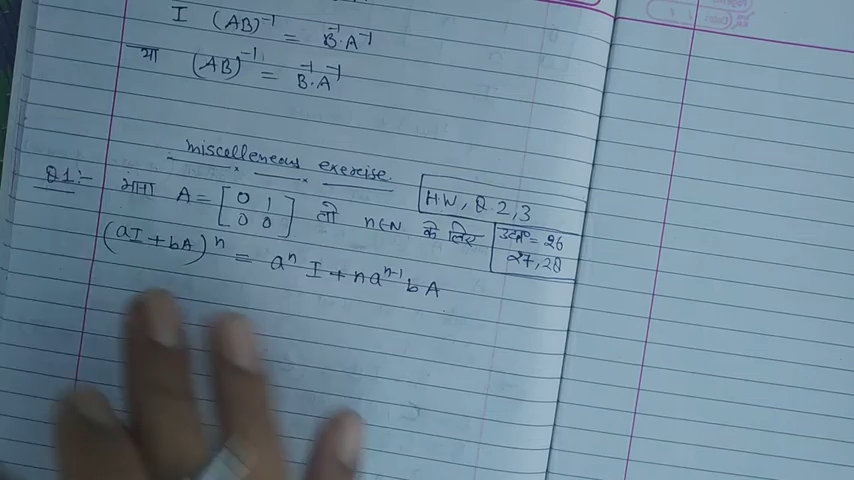 I (AB)⁻¹ = B⁻¹.A⁻¹
या (AB)⁻¹ = B⁻¹.A⁻¹
miscelleneous exercise.
Q1:- माना A = [0 1
0 0] तो n∈N के लिए
HW, Q 2,3
उदा० = 26
27, 28
(aI + bA)ⁿ = aⁿ I + naⁿ⁻¹ bA